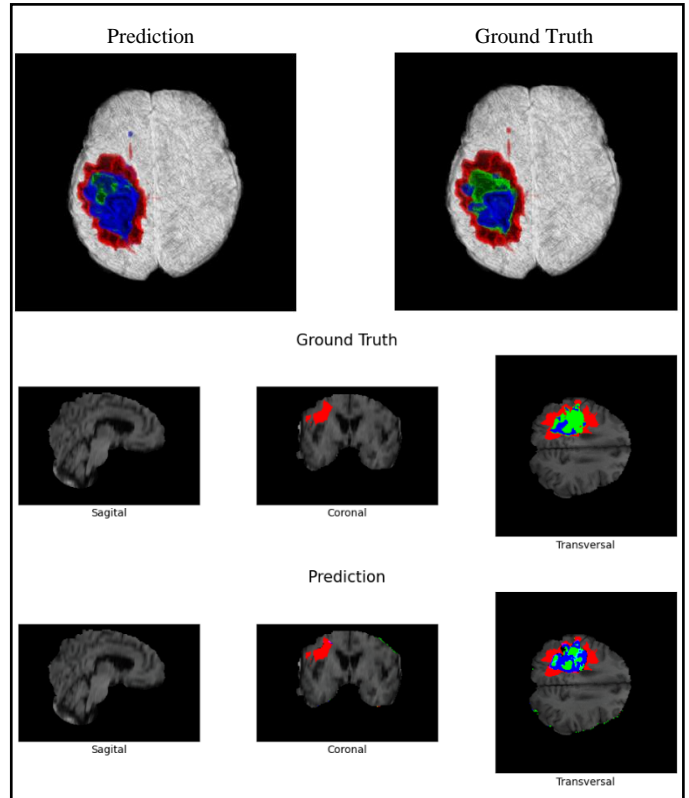 Prediction Ground Truth
Ground Truth
Sagital Coronal Transversal
Prediction
Sagital Coronal Transversal